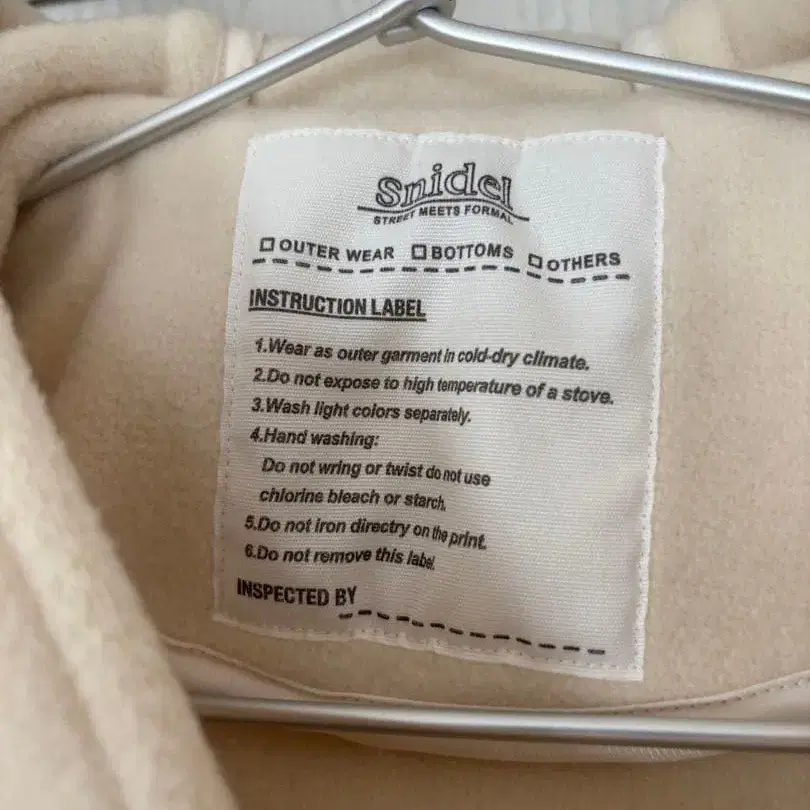 Snidel
STREET MEETS FORMAL
OUTER WEAR BOTTOMS OTHERS
INSTRUCTION LABEL
1.Wear as outer garment in cold-dry climate.
2.Do not expose to high temperature of a stove.
3.Wash light colors separately.
4.Hand washing:
Do not wring or twist do not use
chlorine bleach or starch.
5.Do not iron directry on the print.
6.Do not remove this label.
INSPECTED BY